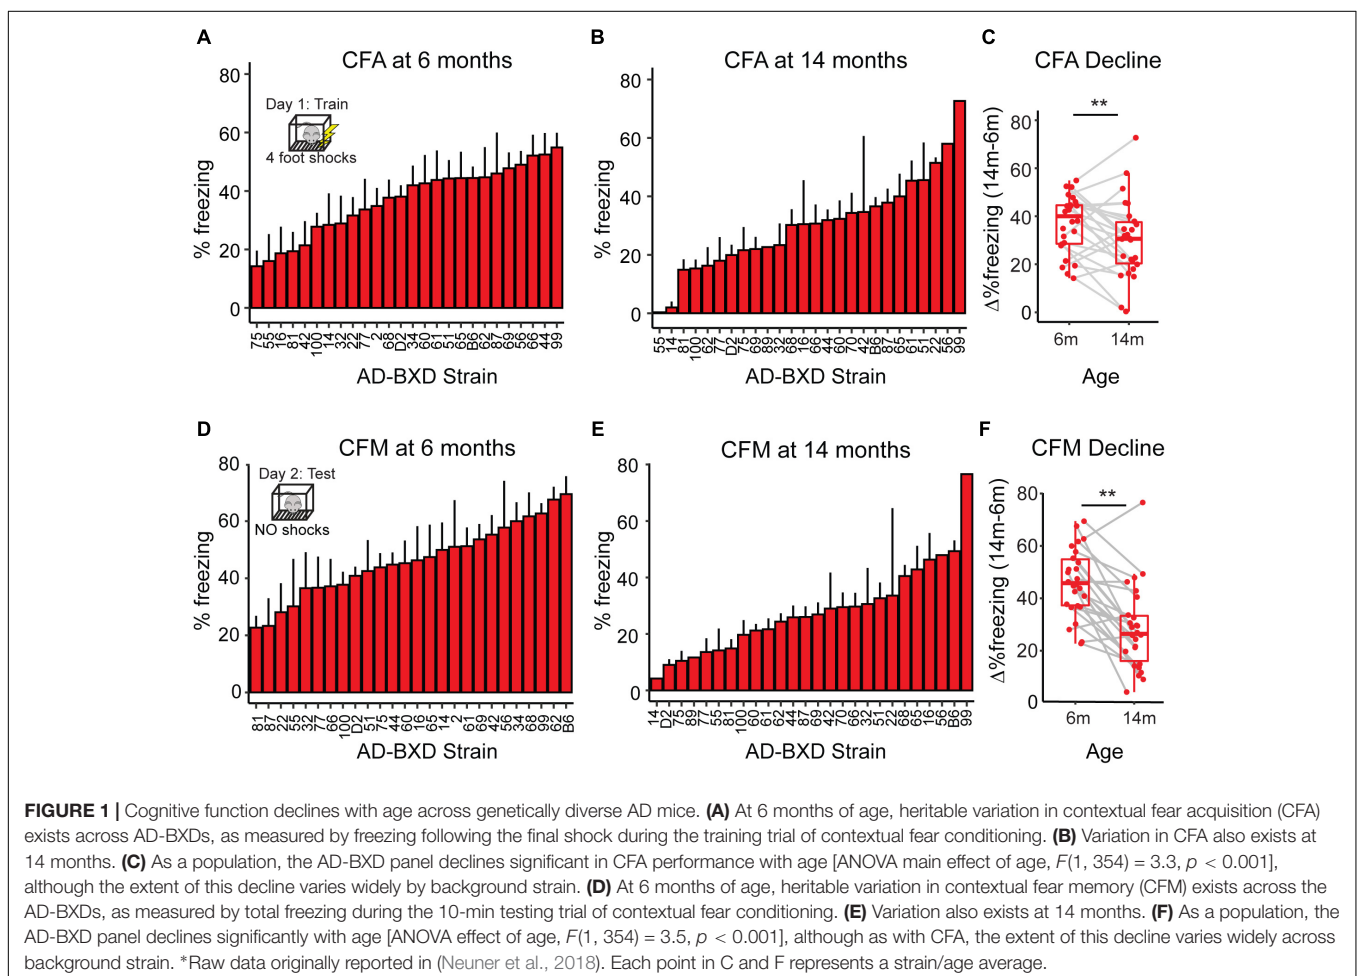 A
CFA at 6 months
% freezing
80
60
40
20
0
Day 1: Train
4 foot shocks
75 55 16 81 42 100 14 32 22 77 2 68 D2 34 60 61 51 65 B6 62 87 69 56 66 44 99
AD-BXD Strain
B
CFA at 14 months
% freezing
80
60
40
20
0
55 14 81 100 62 77 D2 75 69 89 32 68 16 66 44 60 70 42 B6 87 65 61 51 22 56 99
AD-BXD Strain
C
CFA Decline
**
Δ%freezing (14m-6m)
80
60
40
20
0
6m 14m
Age
D
CFM at 6 months
% freezing
80
60
40
20
0
Day 2: Test
NO shocks
81 87 22 55 32 77 66 100 D2 51 75 44 60 16 65 14 2 61 69 42 56 34 68 99 62 B6
AD-BXD Strain
E
CFM at 14 months
% freezing
80
60
40
20
0
14 D2 75 89 77 55 81 100 60 61 62 44 87 69 42 70 66 32 51 22 68 65 16 56 B6 99
AD-BXD Strain
F
CFM Decline
**
Δ%freezing (14m-6m)
80
60
40
20
0
6m 14m
Age
FIGURE 1 | Cognitive function declines with age across genetically diverse AD mice. (A) At 6 months of age, heritable variation in contextual fear acquisition (CFA)
exists across AD-BXDs, as measured by freezing following the final shock during the training trial of contextual fear conditioning. (B) Variation in CFA also exists at
14 months. (C) As a population, the AD-BXD panel declines significant in CFA performance with age [ANOVA main effect of age, F(1, 354) = 3.3, p < 0.001],
although the extent of this decline varies widely by background strain. (D) At 6 months of age, heritable variation in contextual fear memory (CFM) exists across the
AD-BXDs, as measured by total freezing during the 10-min testing trial of contextual fear conditioning. (E) Variation also exists at 14 months. (F) As a population, the
AD-BXD panel declines significantly with age [ANOVA effect of age, F(1, 354) = 3.5, p < 0.001], although as with CFA, the extent of this decline varies widely across
background strain. *Raw data originally reported in (Neuner et al., 2018). Each point in C and F represents a strain/age average.